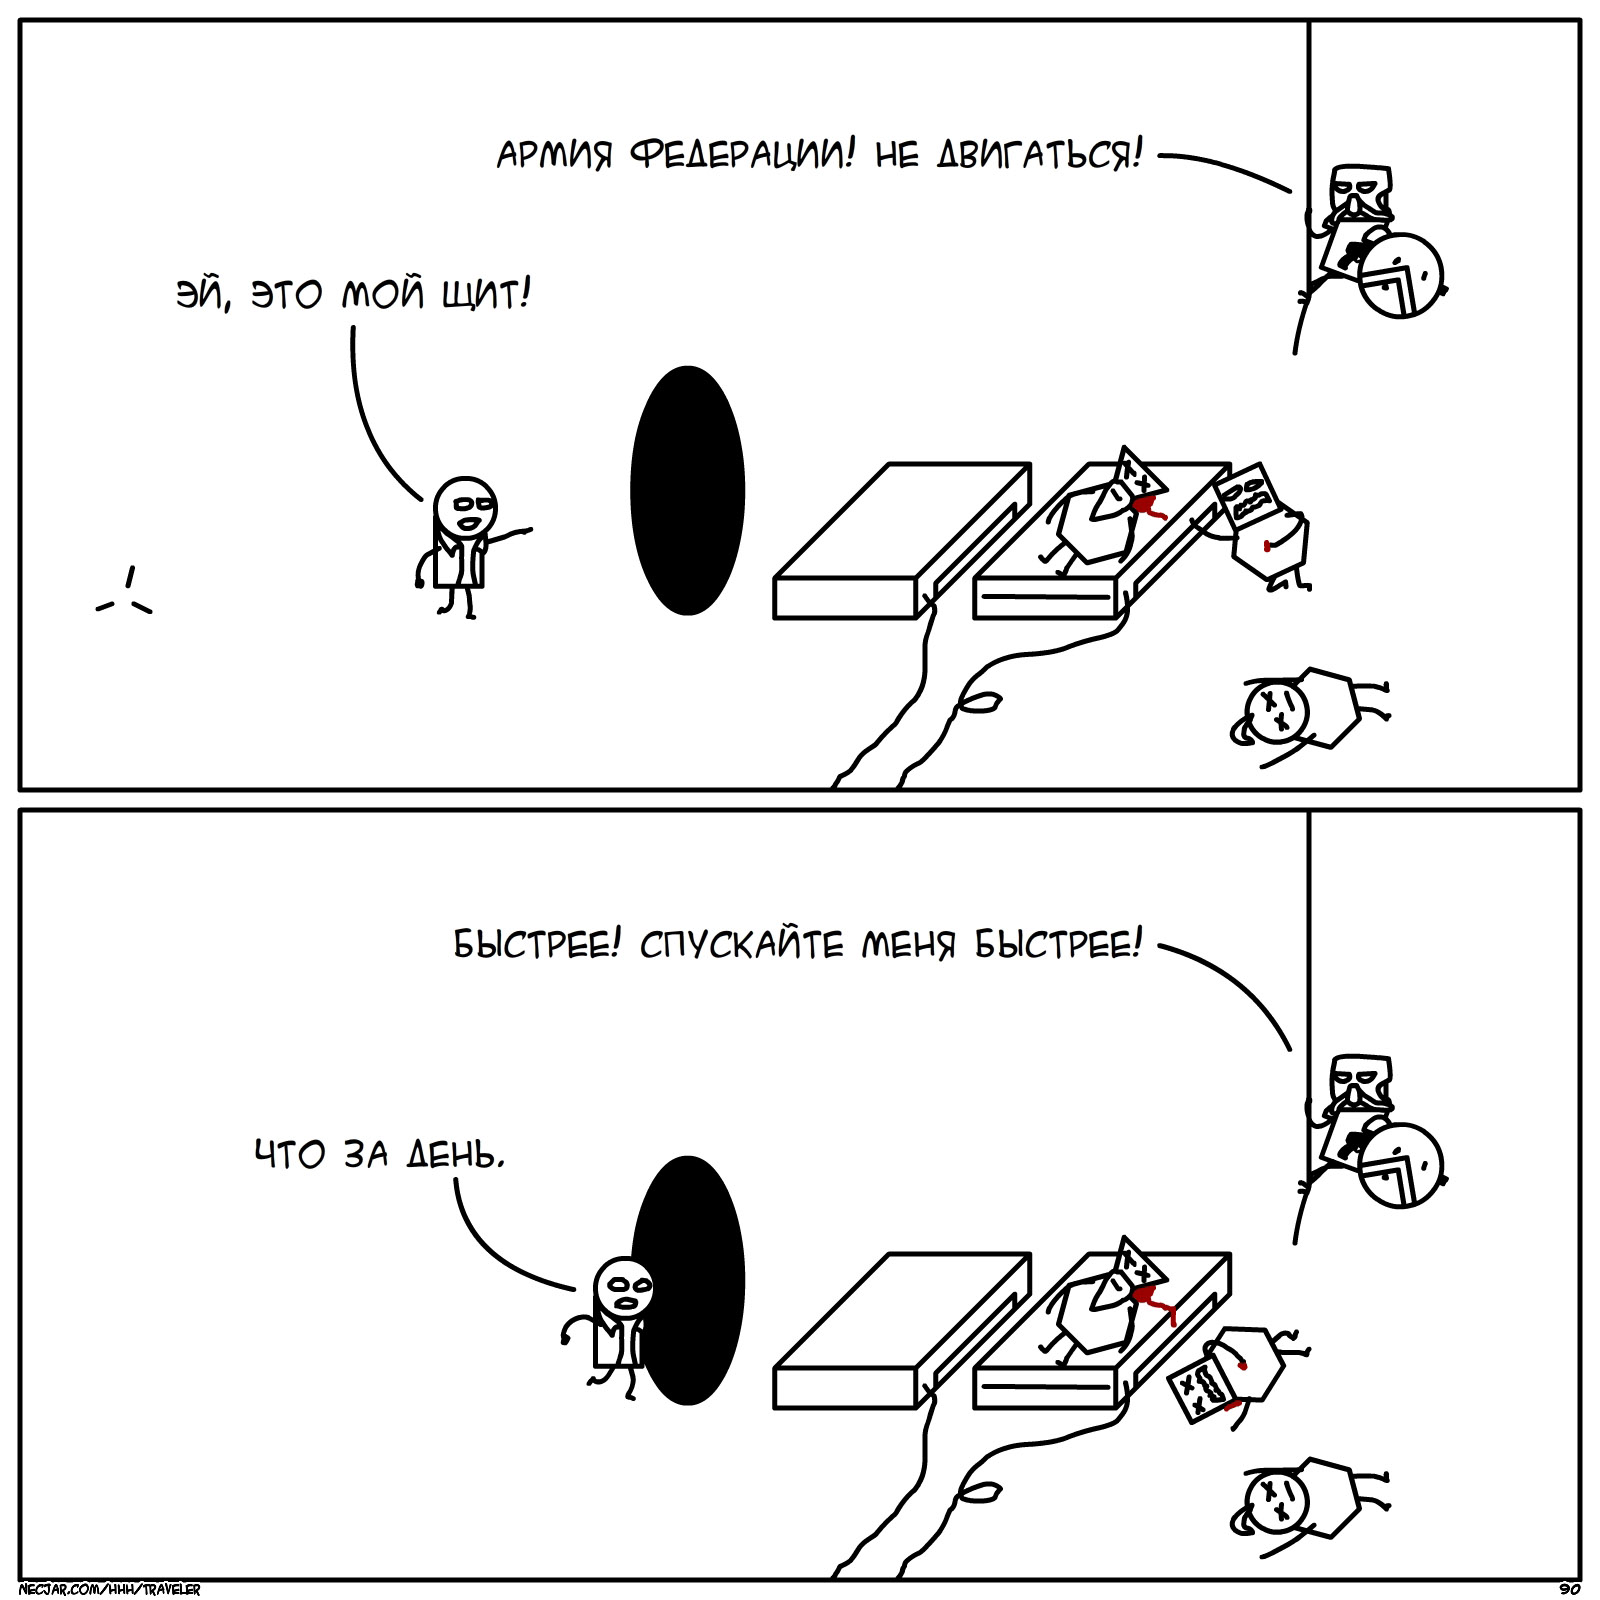 АРМИЯ ФЕДЕРАЦИИ! НЕ ДВИГАТЬСЯ!
ЭЙ, ЭТО МОЙ ЩИТ!
БЫСТРЕЕ! СПУСКАЙТЕ МЕНЯ БЫСТРЕЕ!
ЧТО ЗА ДЕНЬ.
NECJAR.COM/HHH/TRAVELER
90